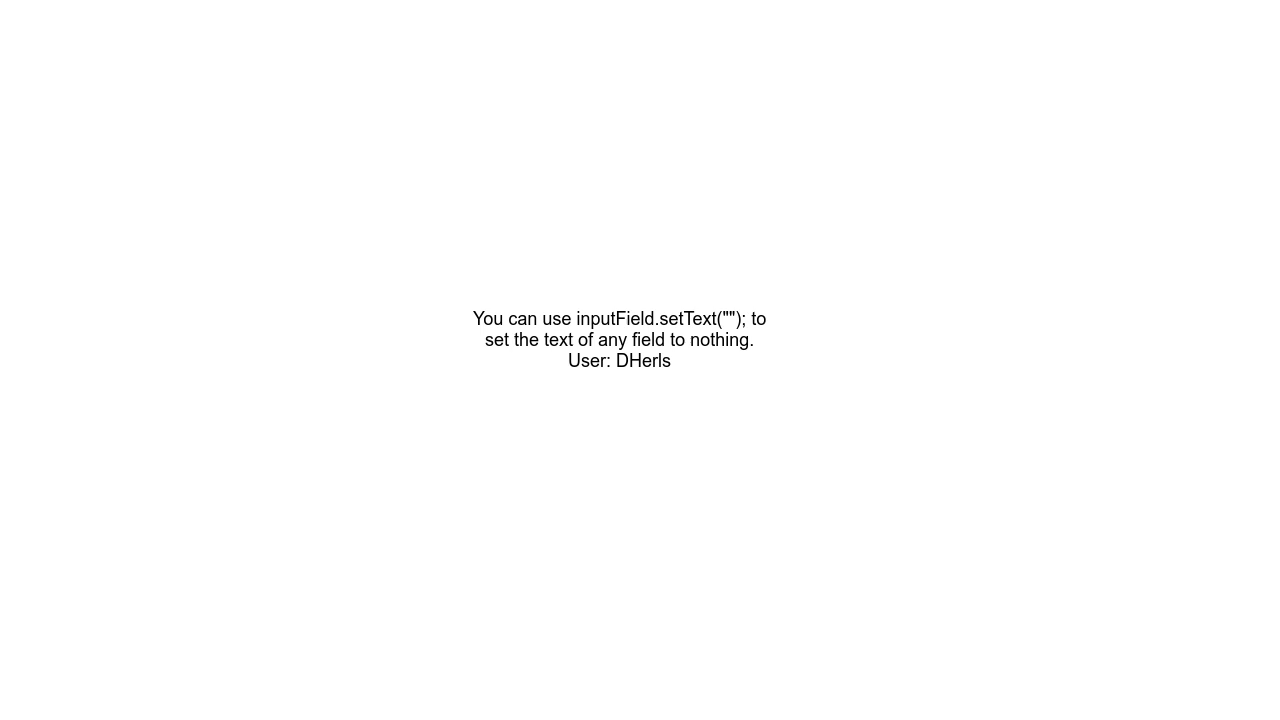 You can use inputField.setText(""); to
set the text of any field to nothing.
User: DHerls